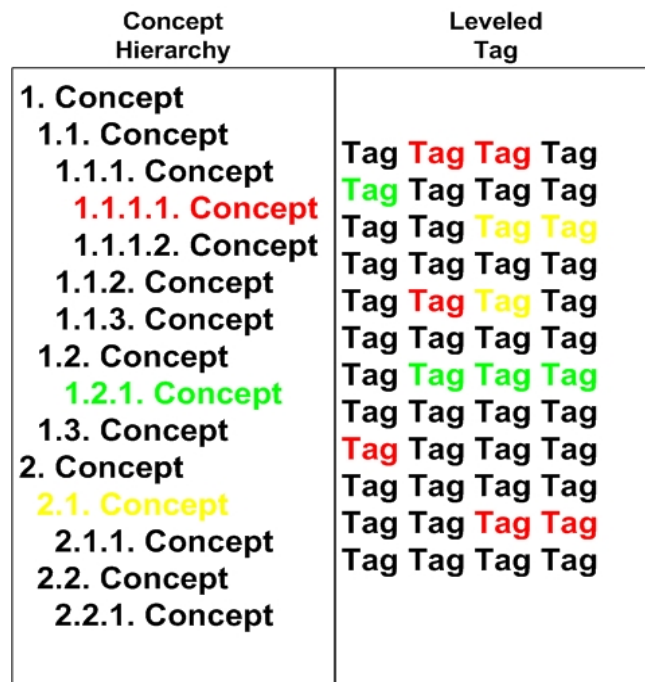 Concept
Hierarchy
Leveled
Tag
1. Concept
1.1. Concept
1.1.1. Concept
1.1.1.1. Concept
1.1.1.2. Concept
1.1.2. Concept
1.1.3. Concept
1.2. Concept
1.2.1. Concept
1.3. Concept
2. Concept
2.1. Concept
2.1.1. Concept
2.2. Concept
2.2.1. Concept
Tag Tag Tag Tag
Tag Tag Tag Tag
Tag Tag Tag Tag
Tag Tag Tag Tag
Tag Tag Tag Tag
Tag Tag Tag Tag
Tag Tag Tag Tag
Tag Tag Tag Tag
Tag Tag Tag Tag
Tag Tag Tag Tag
Tag Tag Tag Tag
Tag Tag Tag Tag